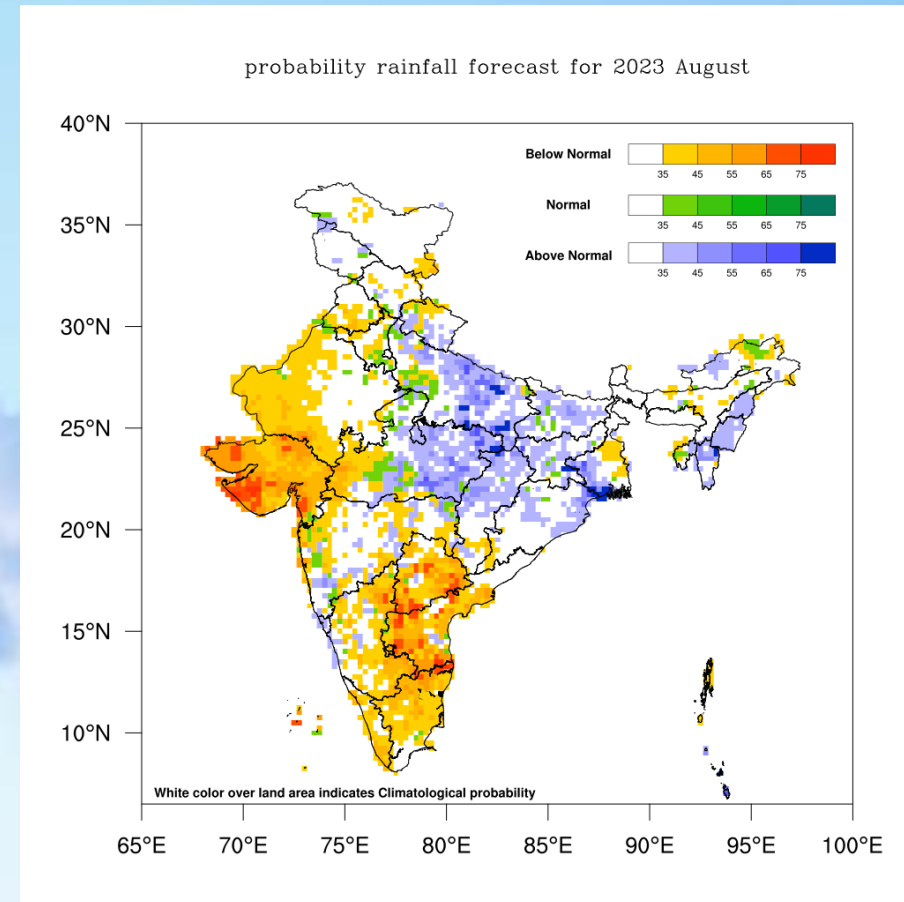 probability rainfall forecast for 2023 August
40°N
Below Normal
35 45 55 65 75
Normal
35 45 55 65 75
35°N
Above Normal
35 45 55 65 75
30°N
25°N
20°N
15°N
10°N
White color over land area indicates Climatological probability
65°E 70°E 75°E 80°E 85°E 90°E 95°E 100°E